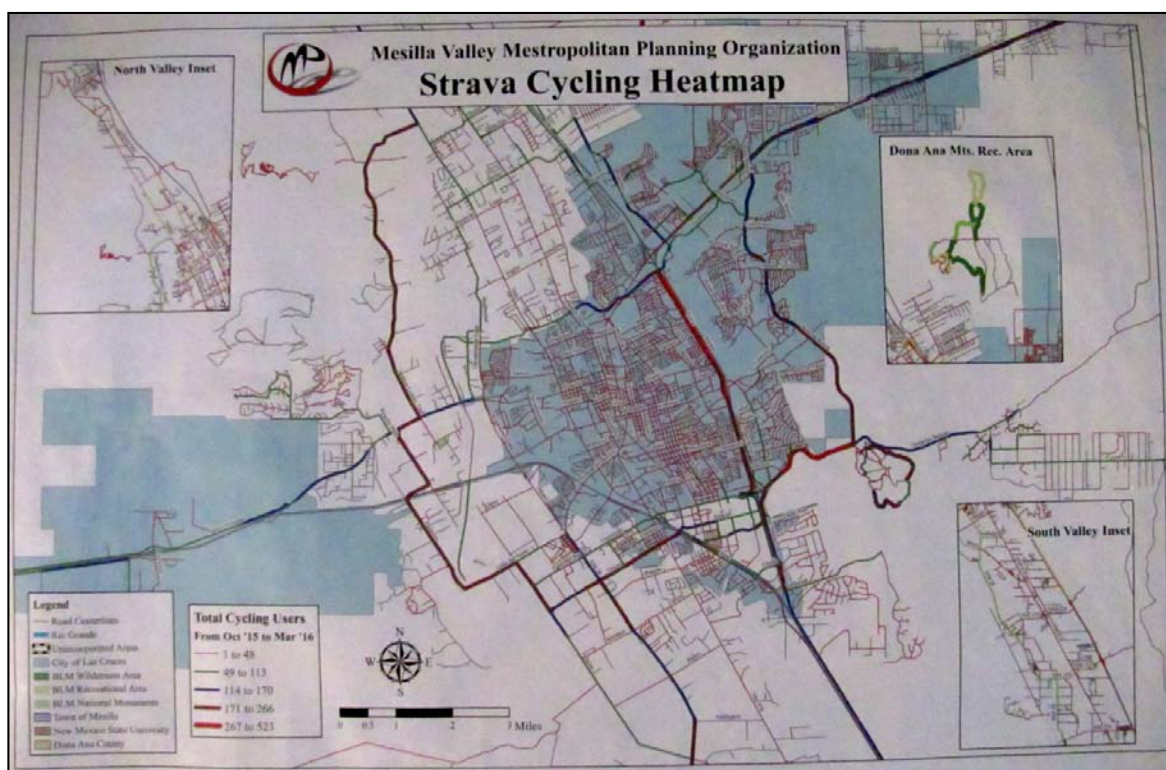 Mesilla Valley Mestropolitan Planning Organization
Strava Cycling Heatmap
North Valley Inset
Dona Ana Mts. Rec. Area
South Valley Inset
Legend
Road Centerlines
Rio Grande
Unincorporated Areas
City of Las Cruces
BLM Wilderness Area
BLM Recreational Area
BLM National Monuments
Town of Mesilla
New Mexico State University
Dona Ana County
Total Cycling Users
From Oct '15 to Mar '16
1 to 48
49 to 113
114 to 170
171 to 266
267 to 523
N
W
E
S
0 0.5 1 2 3 Miles